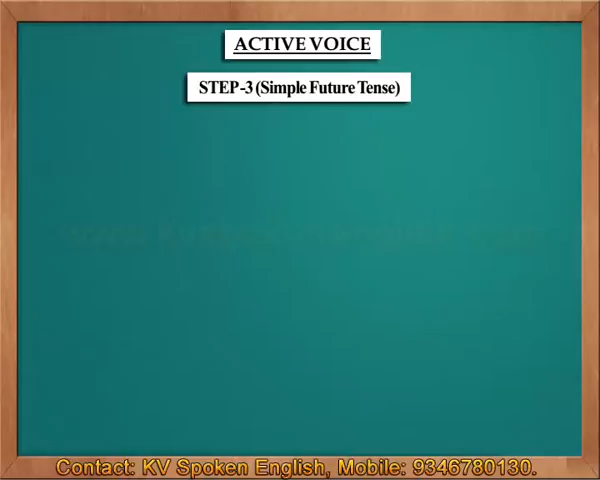 ACTIVE VOICE
STEP-3 (Simple Future Tense)
Contact: KV Spoken English, Mobile: 9346780130.